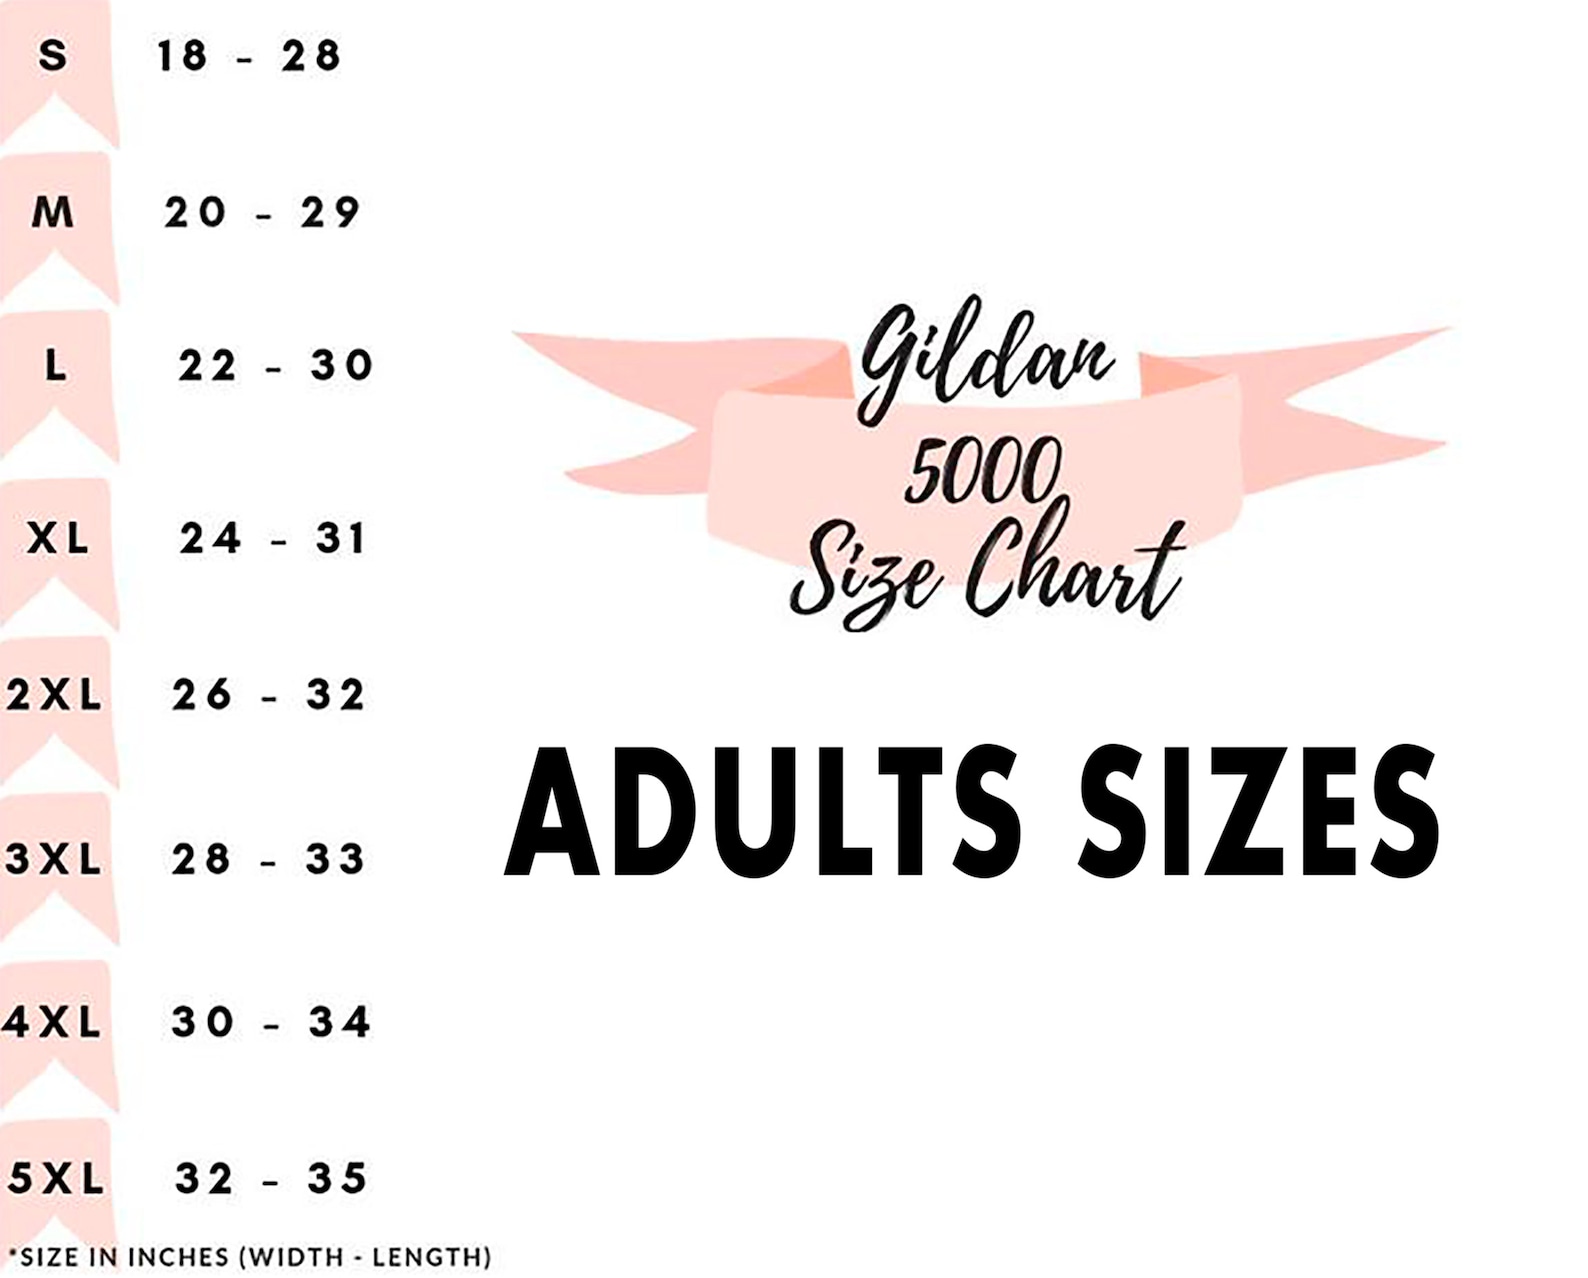 S 18 - 28
M 20 - 29
L 22 - 30
XL 24 - 31
2XL 26 - 32
3XL 28 - 33
4XL 30 - 34
5XL 32 - 35
*SIZE IN INCHES (WIDTH - LENGTH)
Gildan
5000
Size Chart
ADULTS SIZES